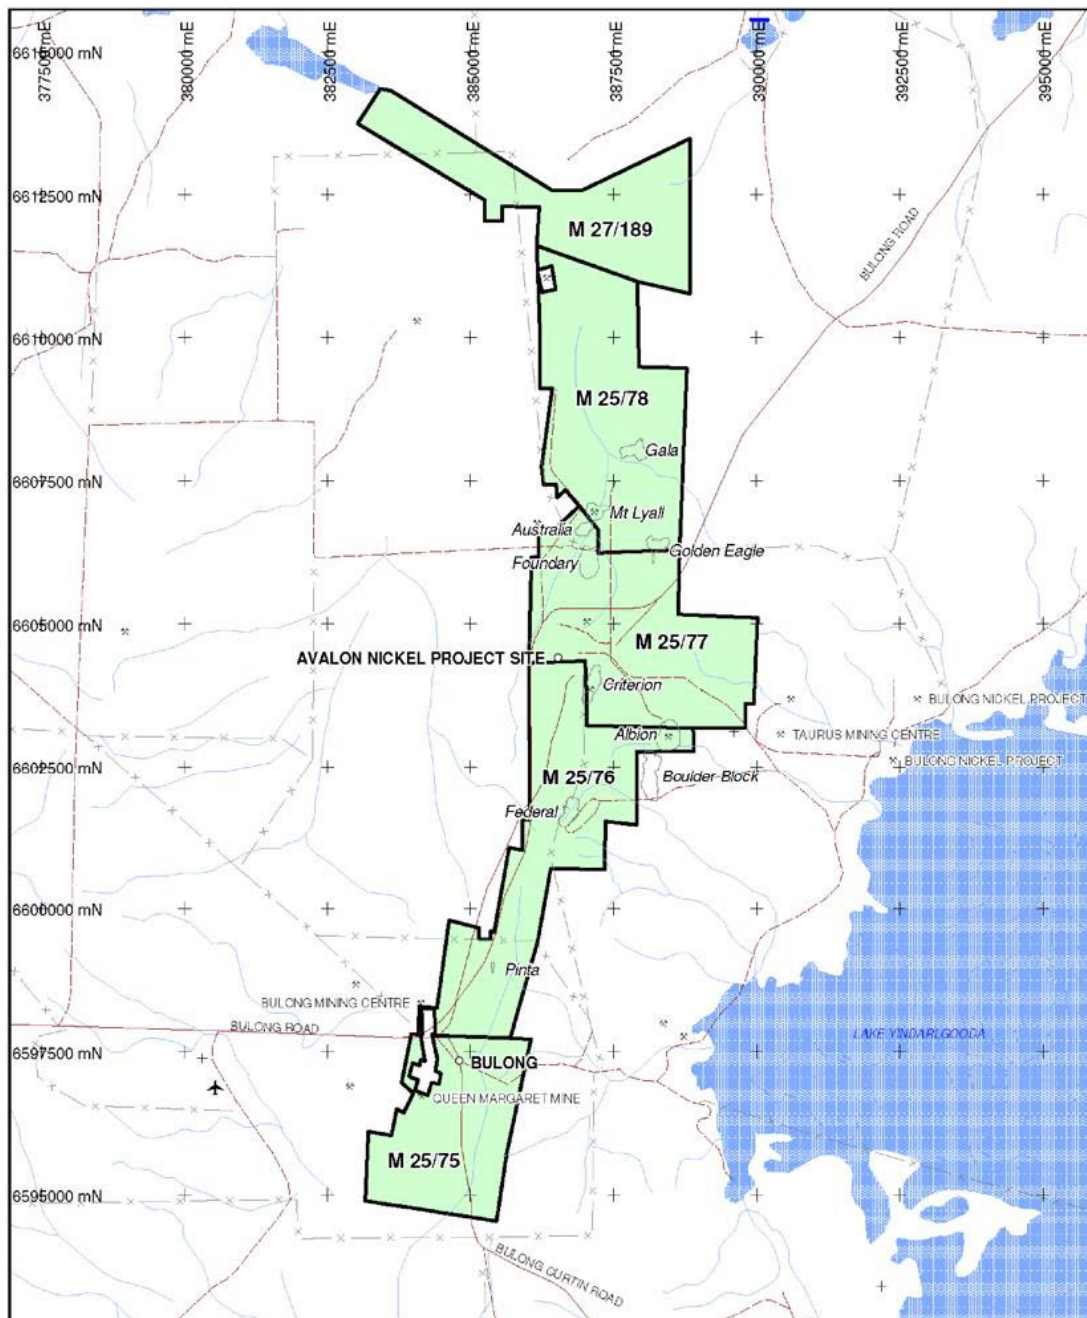 377500 mE
380000 mE
382500 mE
385000 mE
387500 mE
390000 mE
392500 mE
395000 mE
6615000 mN
6612500 mN
M 27/189
BULONG ROAD
6610000 mN
M 25/78
Gala
6607500 mN
Mt Lyall
Australia
Golden Eagle
Foundary
6605000 mN
M 25/77
AVALON NICKEL PROJECT SITE
Criterion
BULONG NICKEL PROJECT
Albion
TAURUS MINING CENTRE
BULONG NICKEL PROJECT
6602500 mN
M 25/76
Boulder Block
Federal
6600000 mN
Pinta
BULONG MINING CENTRE
BULONG ROAD
LAKE YINDARLGOODA
6597500 mN
BULONG
QUEEN MARGARET MINE
M 25/75
6595000 mN
BULONG CURTIN ROAD